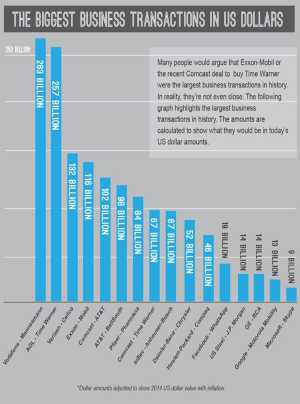 THE BIGGEST BUSINESS TRANSACTIONS IN US DOLLARS
250 BILLION
Many people would argue that Exxon-Mobil or
the recent Comcast deal to buy Time Warner
were the largest business transactions in history.
In reality, they're not even close. The following
graph highlights the largest business
transactions in history. The amounts are
calculated to show what they would be in today's
US dollar amounts.
263 BILLION
257 BILLION
132 BILLION
116 BILLION
102 BILLION
98 BILLION
84 BILLION
67 BILLION
67 BILLION
52 BILLION
46 BILLION
19 BILLION
14 BILLION
14 BILLION
13 BILLION
9 BILLION
Vodafone - Mannesmann
AOL - Time Warner
Verizon - Cellco
Exxon - Mobil
Comcast - AT&T
AT&T - BellSouth
Pfizer - Pharmacia
Comcast - Time Warner
InBev - Anheuser-Busch
Daimler-Benz - Chrysler
Hewlett-Packard - Compaq
Facebook - WhatsApp
US Steel - J.P. Morgan
GE - RCA
Google - Motorola Mobility
Microsoft - Skype
*Dollar amounts adjusted to show 2014 US dollar value with inflation.